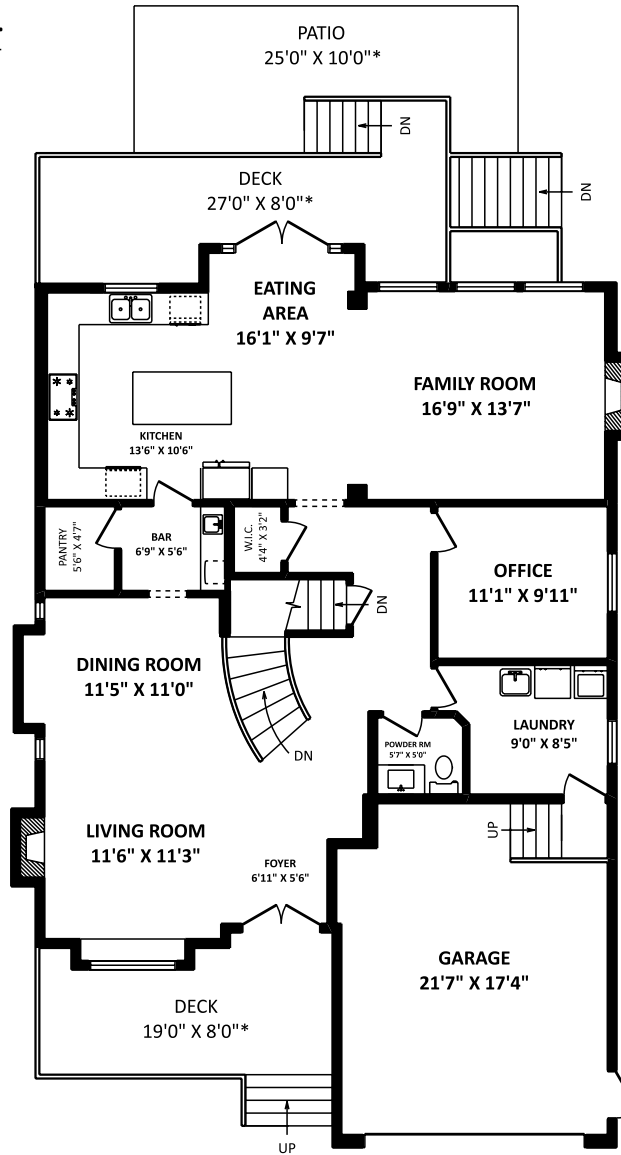 PATIO
25'0" X 10'0"*
DN
DECK
27'0" X 8'0"*
DN
EATING
AREA
16'1" X 9'7"
FAMILY ROOM
16'9" X 13'7"
KITCHEN
13'6" X 10'6"
PANTRY
5'6" X 4'7"
BAR
6'9" X 5'6"
W.I.C.
4'4" X 3'2"
OFFICE
11'1" X 9'11"
DN
DINING ROOM
11'5" X 11'0"
DN
LAUNDRY
9'0" X 8'5"
POWDER RM
5'7" X 5'0"
LIVING ROOM
11'6" X 11'3"
FOYER
6'11" X 5'6"
UP
GARAGE
21'7" X 17'4"
DECK
19'0" X 8'0"*
UP